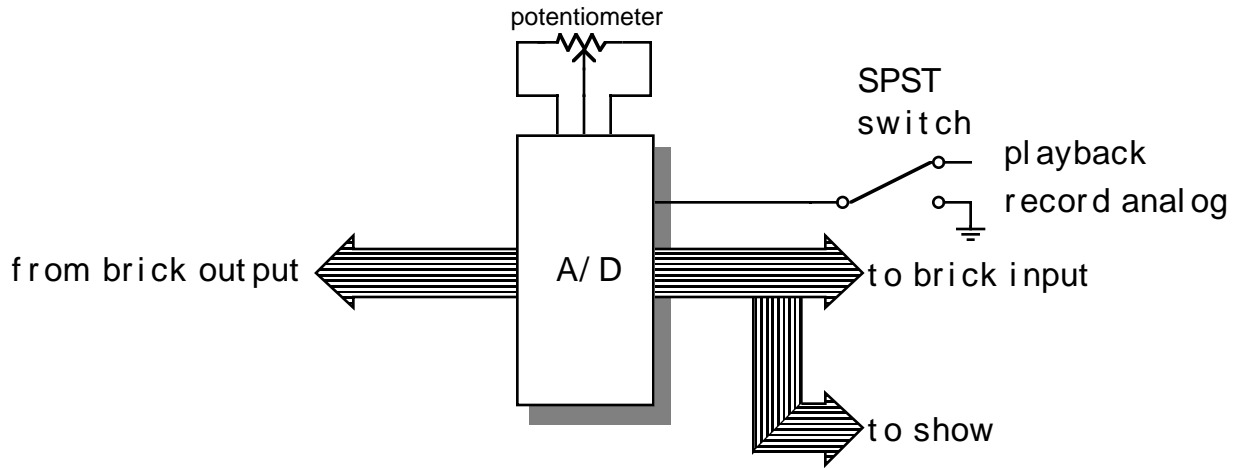 potentiometer
SPST
switch
playback
record analog
from brick output
A/D
to brick input
to show